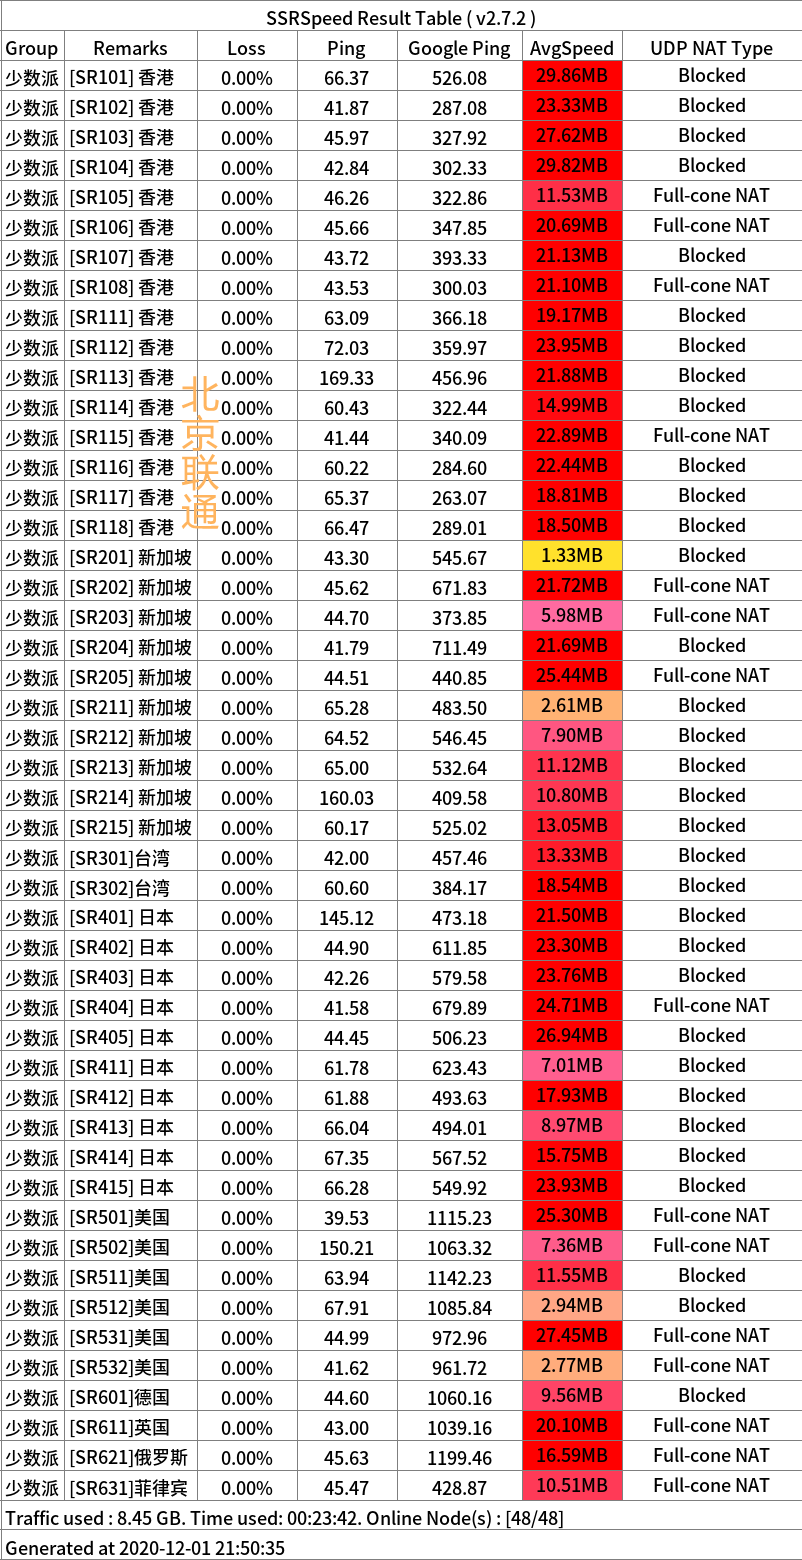 SSRSpeed Result Table ( v2.7.2 )
Group Remarks Loss Ping Google Ping AvgSpeed UDP NAT Type
少数派 [SR101] 香港 0.00% 66.37 526.08 29.86MB Blocked
少数派 [SR102] 香港 0.00% 41.87 287.08 23.33MB Blocked
少数派 [SR103] 香港 0.00% 45.97 327.92 27.62MB Blocked
少数派 [SR104] 香港 0.00% 42.84 302.33 29.82MB Blocked
少数派 [SR105] 香港 0.00% 46.26 322.86 11.53MB Full-cone NAT
少数派 [SR106] 香港 0.00% 45.66 347.85 20.69MB Full-cone NAT
少数派 [SR107] 香港 0.00% 43.72 393.33 21.13MB Blocked
少数派 [SR108] 香港 0.00% 43.53 300.03 21.10MB Full-cone NAT
少数派 [SR111] 香港 0.00% 63.09 366.18 19.17MB Blocked
少数派 [SR112] 香港 0.00% 72.03 359.97 23.95MB Blocked
少数派 [SR113] 香港 0.00% 169.33 456.96 21.88MB Blocked
少数派 [SR114] 香港 0.00% 60.43 322.44 14.99MB Blocked
少数派 [SR115] 香港 0.00% 41.44 340.09 22.89MB Full-cone NAT
少数派 [SR116] 香港 0.00% 60.22 284.60 22.44MB Blocked
少数派 [SR117] 香港 0.00% 65.37 263.07 18.81MB Blocked
少数派 [SR118] 香港 0.00% 66.47 289.01 18.50MB Blocked
北京联通
少数派 [SR201] 新加坡 0.00% 43.30 545.67 1.33MB Blocked
少数派 [SR202] 新加坡 0.00% 45.62 671.83 21.72MB Full-cone NAT
少数派 [SR203] 新加坡 0.00% 44.70 373.85 5.98MB Full-cone NAT
少数派 [SR204] 新加坡 0.00% 41.79 711.49 21.69MB Blocked
少数派 [SR205] 新加坡 0.00% 44.51 440.85 25.44MB Full-cone NAT
少数派 [SR211] 新加坡 0.00% 65.28 483.50 2.61MB Blocked
少数派 [SR212] 新加坡 0.00% 64.52 546.45 7.90MB Blocked
少数派 [SR213] 新加坡 0.00% 65.00 532.64 11.12MB Blocked
少数派 [SR214] 新加坡 0.00% 160.03 409.58 10.80MB Blocked
少数派 [SR215] 新加坡 0.00% 60.17 525.02 13.05MB Blocked
少数派 [SR301]台湾 0.00% 42.00 457.46 13.33MB Blocked
少数派 [SR302]台湾 0.00% 60.60 384.17 18.54MB Blocked
少数派 [SR401] 日本 0.00% 145.12 473.18 21.50MB Blocked
少数派 [SR402] 日本 0.00% 44.90 611.85 23.30MB Blocked
少数派 [SR403] 日本 0.00% 42.26 579.58 23.76MB Blocked
少数派 [SR404] 日本 0.00% 41.58 679.89 24.71MB Full-cone NAT
少数派 [SR405] 日本 0.00% 44.45 506.23 26.94MB Blocked
少数派 [SR411] 日本 0.00% 61.78 623.43 7.01MB Blocked
少数派 [SR412] 日本 0.00% 61.88 493.63 17.93MB Blocked
少数派 [SR413] 日本 0.00% 66.04 494.01 8.97MB Blocked
少数派 [SR414] 日本 0.00% 67.35 567.52 15.75MB Blocked
少数派 [SR415] 日本 0.00% 66.28 549.92 23.93MB Blocked
少数派 [SR501]美国 0.00% 39.53 1115.23 25.30MB Full-cone NAT
少数派 [SR502]美国 0.00% 150.21 1063.32 7.36MB Full-cone NAT
少数派 [SR511]美国 0.00% 63.94 1142.23 11.55MB Blocked
少数派 [SR512]美国 0.00% 67.91 1085.84 2.94MB Blocked
少数派 [SR531]美国 0.00% 44.99 972.96 27.45MB Full-cone NAT
少数派 [SR532]美国 0.00% 41.62 961.72 2.77MB Full-cone NAT
少数派 [SR601]德国 0.00% 44.60 1060.16 9.56MB Blocked
少数派 [SR611]英国 0.00% 43.00 1039.16 20.10MB Full-cone NAT
少数派 [SR621]俄罗斯 0.00% 45.63 1199.46 16.59MB Full-cone NAT
少数派 [SR631]菲律宾 0.00% 45.47 428.87 10.51MB Full-cone NAT
Traffic used : 8.45 GB. Time used: 00:23:42. Online Node(s) : [48/48]
Generated at 2020-12-01 21:50:35